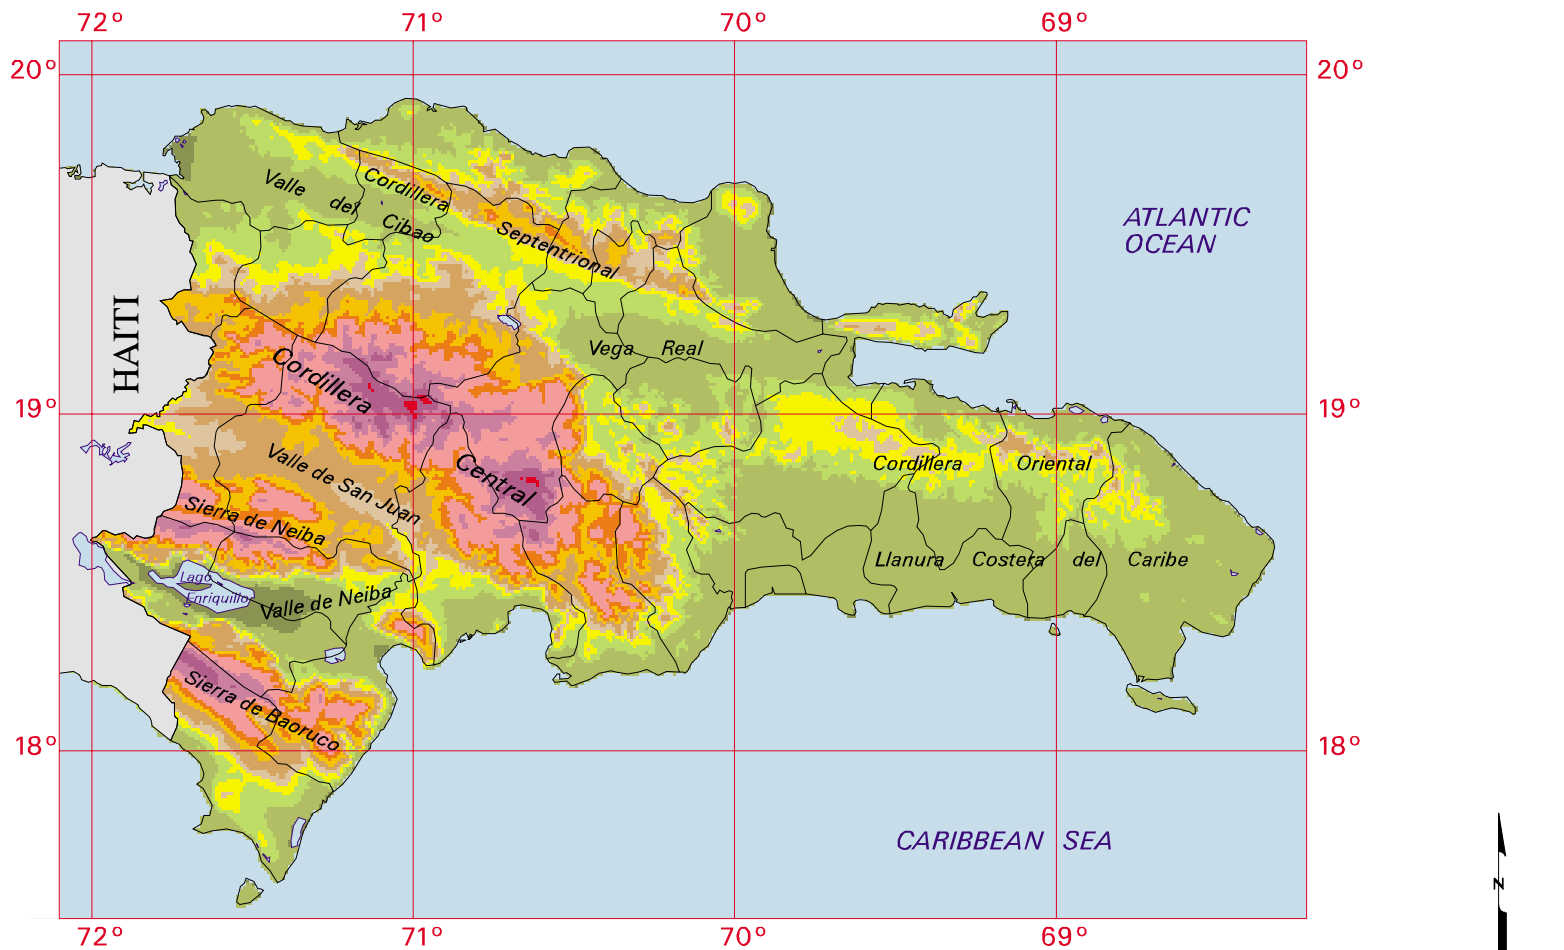 72° 71° 70° 69°
20° 20°
ATLANTIC
OCEAN
Valle
del
Cibao
Cordillera
Septentrional
HAITI
Vega Real
Cordillera
Central
19° 19°
Valle de San Juan
Cordillera Oriental
Sierra de Neiba
Llanura Costera del Caribe
Lago
Enriquillo
Valle de Neiba
Sierra de Baoruco
18° 18°
CARIBBEAN SEA
N
72° 71° 70° 69°